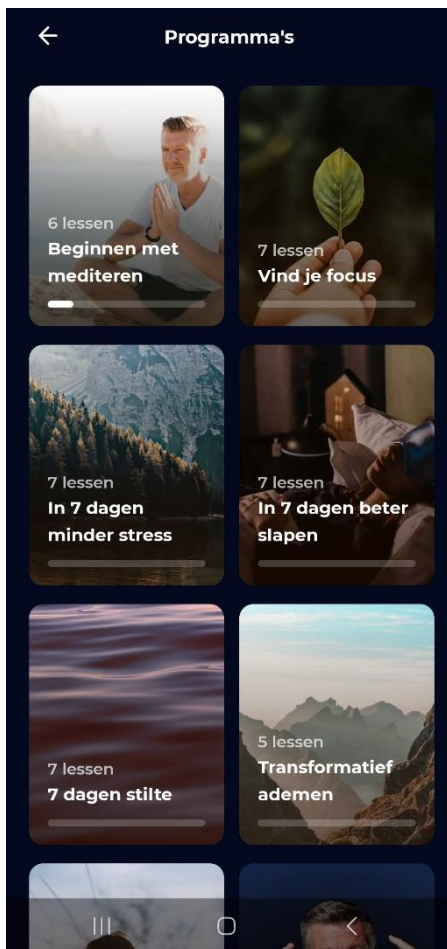 Programma's
6 lessen
Beginnen met
mediteren
7 lessen
Vind je focus
7 lessen
In 7 dagen
minder stress
7 lessen
In 7 dagen beter
slapen
7 lessen
7 dagen stilte
5 lessen
Transformatief
ademen